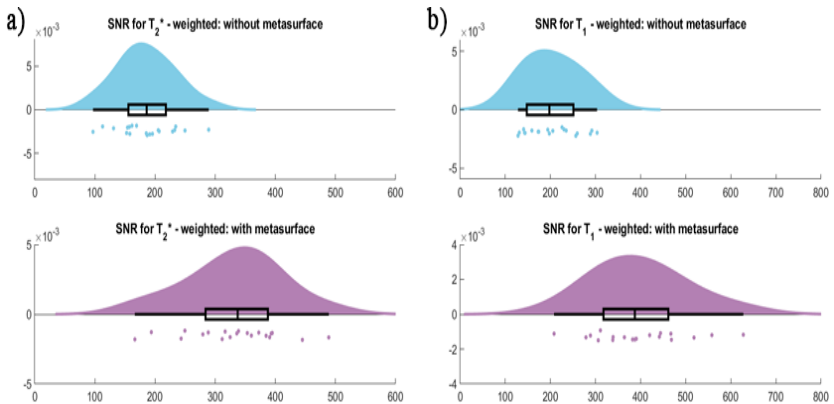 a)
SNR for T2* - weighted: without metasurface
×10-3
5
0
-5
0 100 200 300 400 500 600
SNR for T2* - weighted: with metasurface
×10-3
5
0
-5
0 100 200 300 400 500 600
b)
SNR for T1 - weighted: without metasurface
×10-3
5
0
-5
0 100 200 300 400 500 600 700 800
SNR for T1 - weighted: with metasurface
×10-3
4
2
0
-2
-4
0 100 200 300 400 500 600 700 800